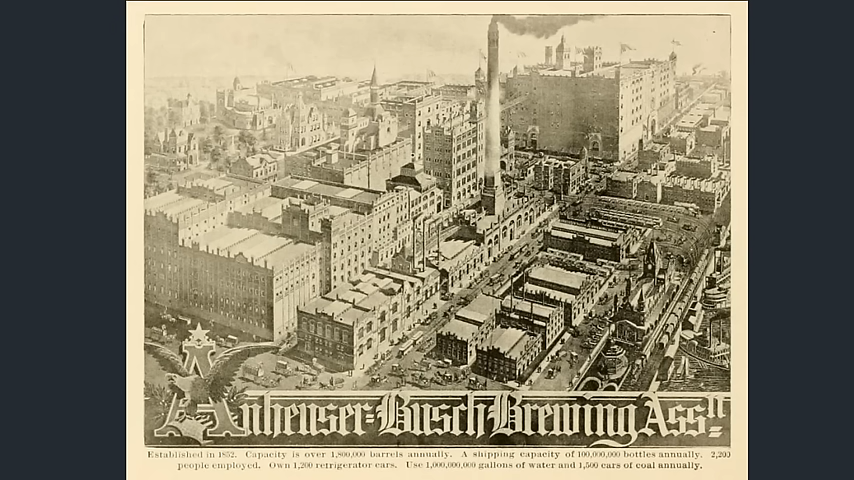 Anheuser-Busch-Brewing Ass'n
Established in 1852. Capacity is over 1,800,000 barrels annually. A shipping capacity of 100,000,000 bottles annually. 2,200
people employed. Own 1,200 refrigerator cars. Use 1,000,000,000 gallons of water and 1,500 cars of coal annually.